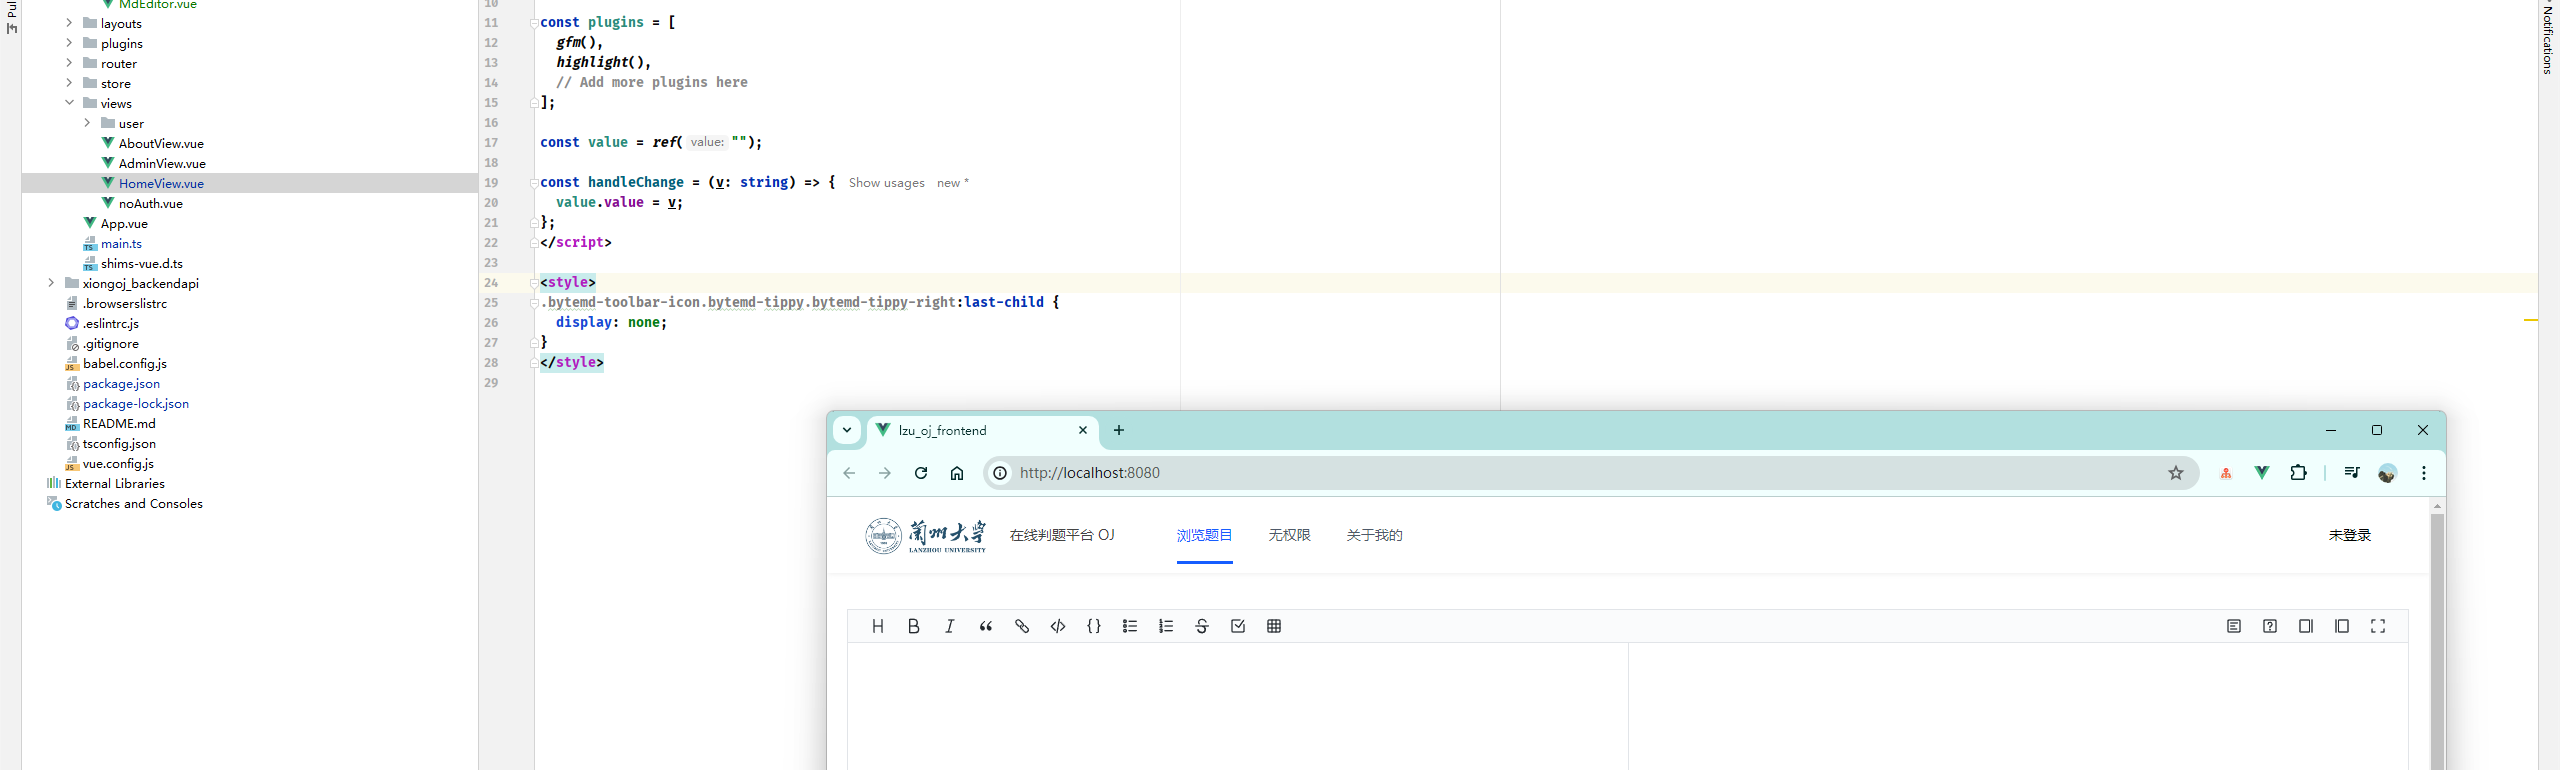 Pul
MdEditor.vue
layouts
plugins
router
store
views
user
AboutView.vue
AdminView.vue
HomeView.vue
noAuth.vue
App.vue
main.ts
shims-vue.d.ts
xiongoj_backendapi
.browserslistrc
.eslintrc.js
.gitignore
babel.config.js
package.json
package-lock.json
README.md
tsconfig.json
vue.config.js
External Libraries
Scratches and Consoles
10
11 const plugins = [
12 gfm(),
13 highlight(),
14 // Add more plugins here
15 ];
16
17 const value = ref( value: "");
18
19 const handleChange = (v: string) => { Show usages new *
20 value.value = v;
21 };
22 </script>
23
24 <style>
25 .bytemd-toolbar-icon.bytemd-tippy.bytemd-tippy-right:last-child {
26 display: none;
27 }
28 </style>
29
Notifications
lzu_oj_frontend
http://localhost:8080
兰州大学
LANZHOU UNIVERSITY
在线判题平台 OJ
浏览题目
无权限
关于我的
未登录